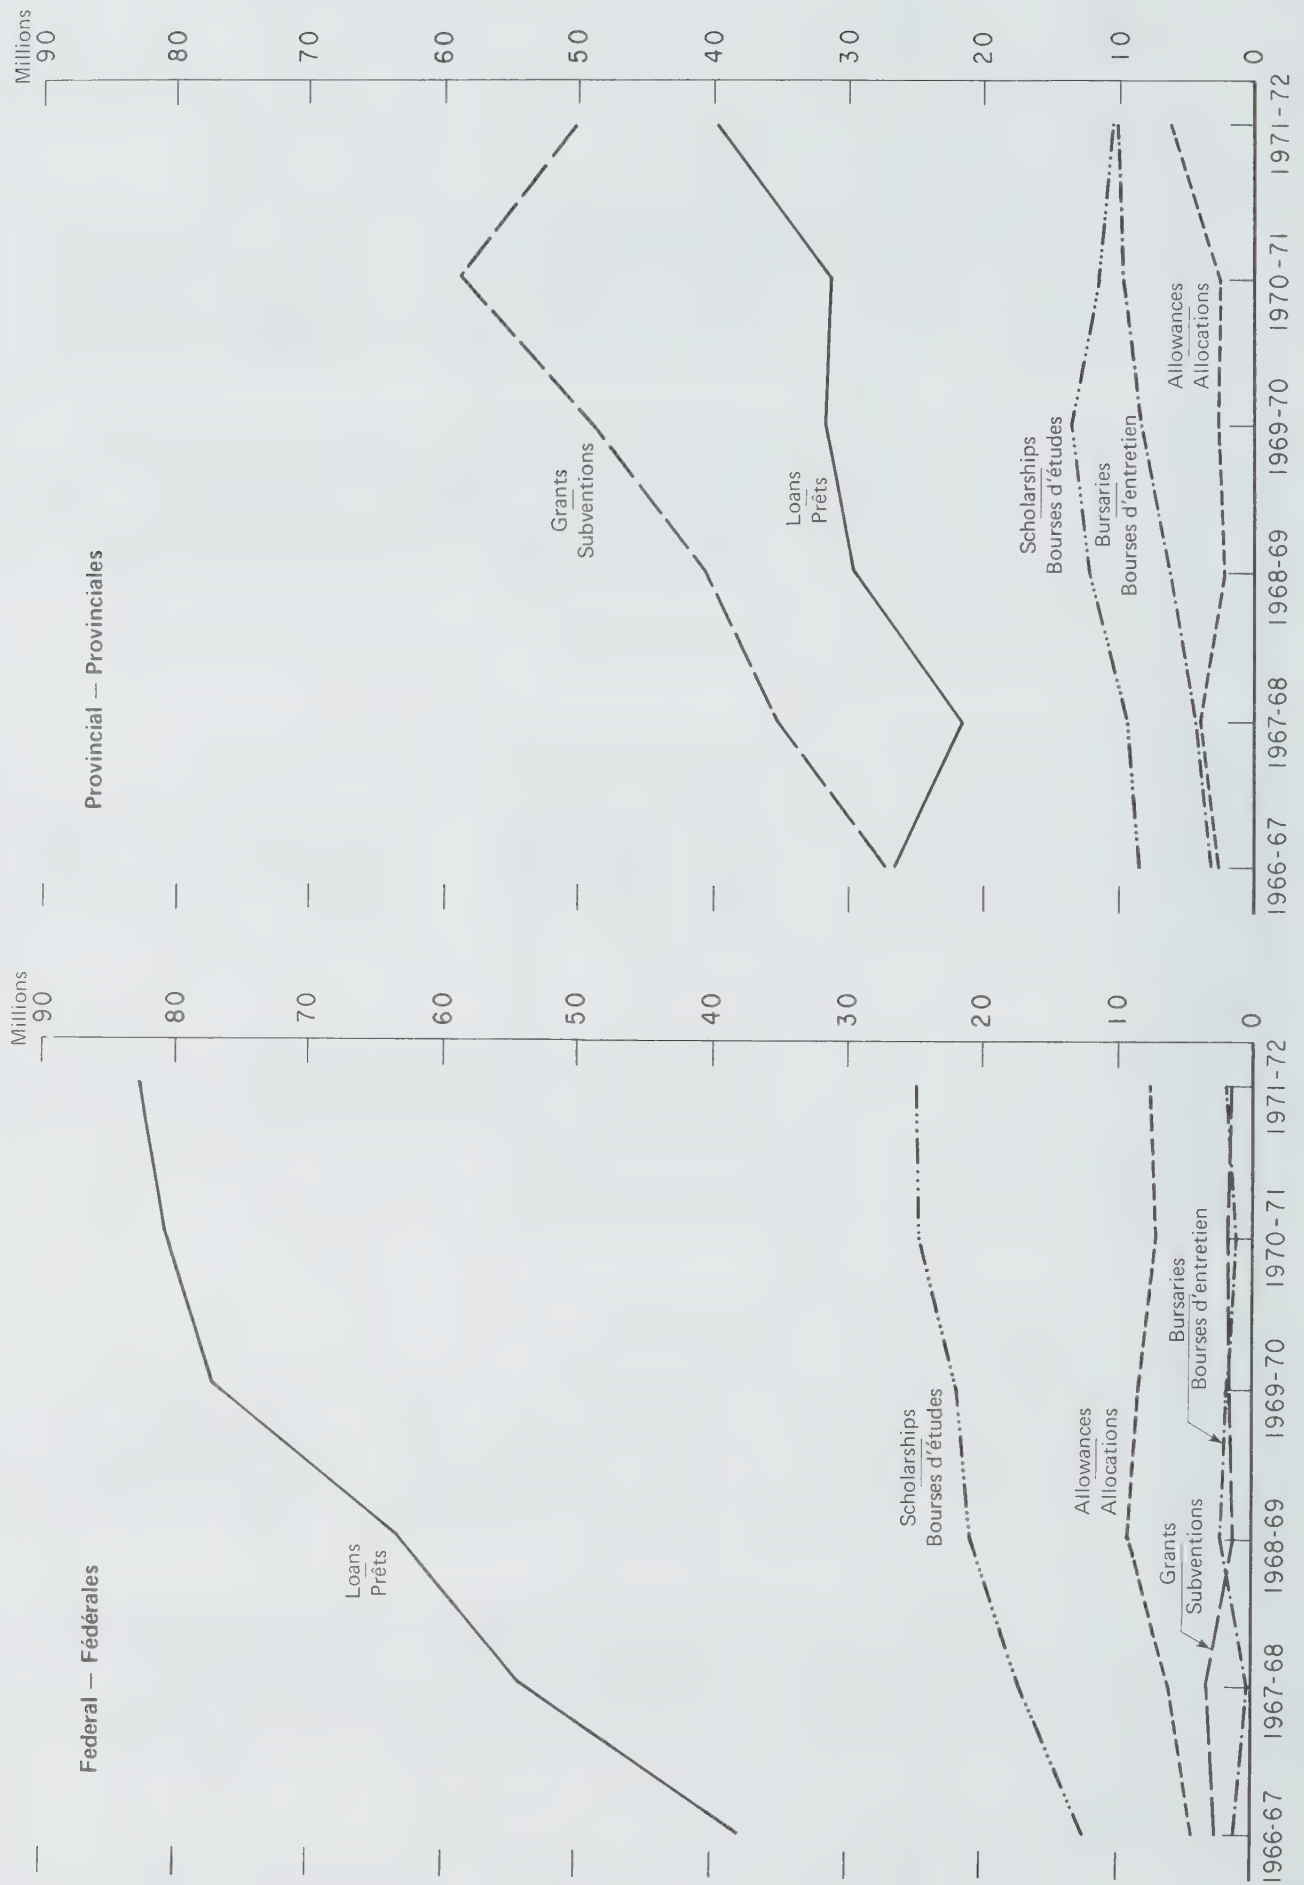 Federal — Fédérales
Millions
90
80
70
60
50
40
30
20
10
0
Loans
Prêts
Scholarships
Bourses d'études
Allowances
Allocations
Grants
Subventions
Bursaries
Bourses d'entretien
1966-67
1967-68
1968-69
1969-70
1970-71
1971-72
Provincial — Provinciales
Millions
90
80
70
60
50
40
30
20
10
0
Grants
Subventions
Loans
Prêts
Scholarships
Bourses d'études
Bursaries
Bourses d'entretien
Allowances
Allocations
1966-67
1967-68
1968-69
1969-70
1970-71
1971-72